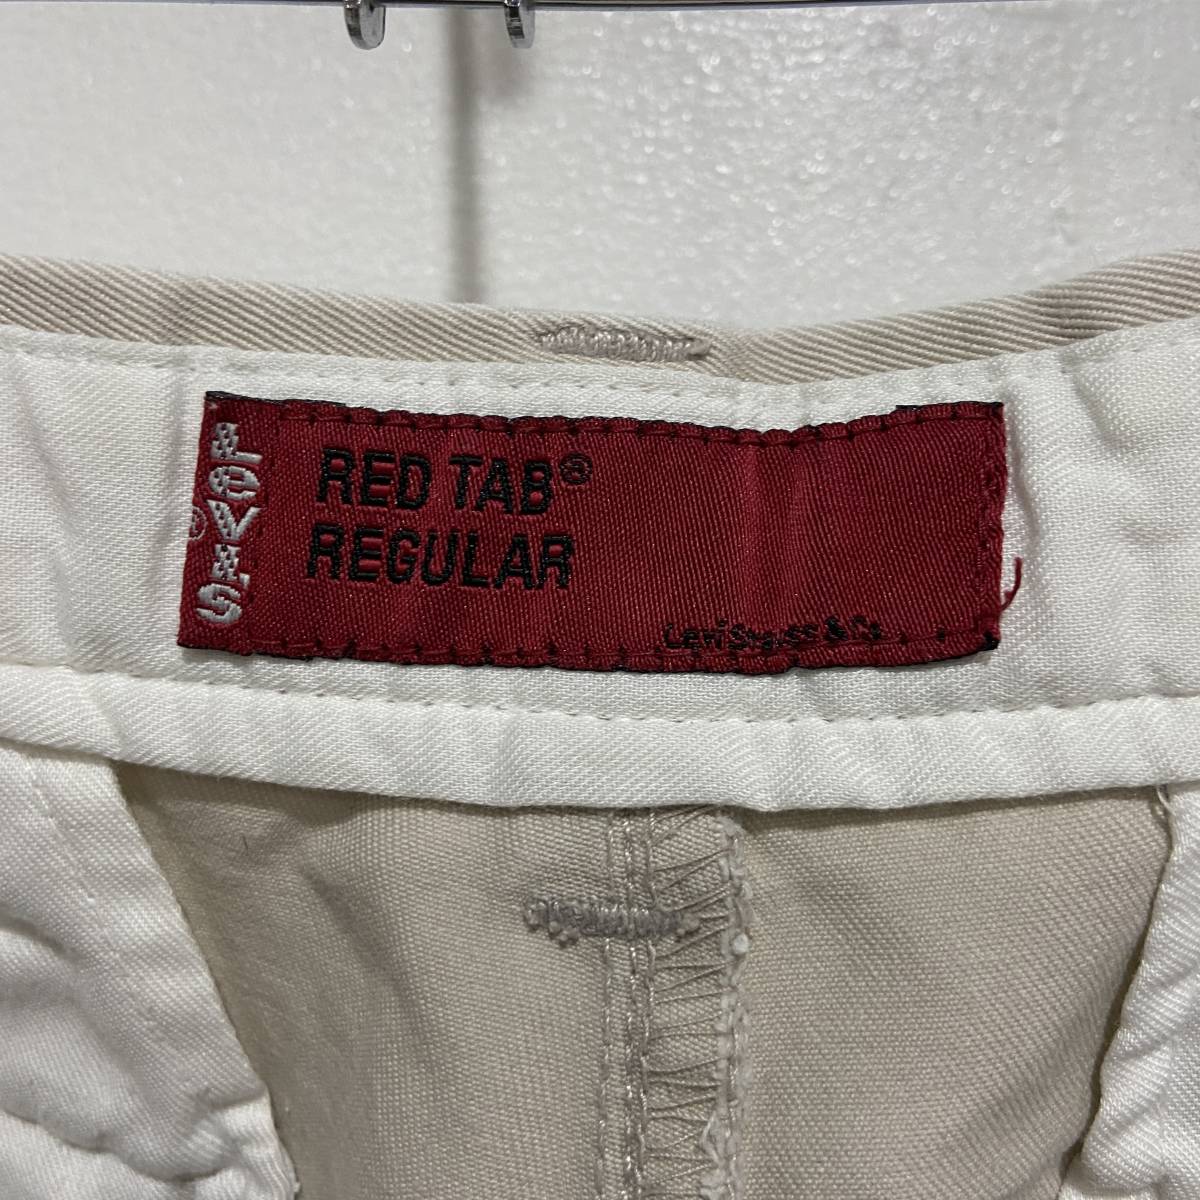 LEVI'S®
RED TAB®
REGULAR
Levi Strauss & Co.